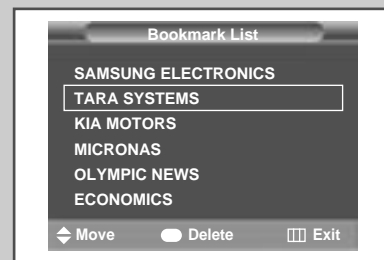 Bookmark List
SAMSUNG ELECTRONICS
TARA SYSTEMS
KIA MOTORS
MICRONAS
OLYMPIC NEWS
ECONOMICS
Move Delete Exit